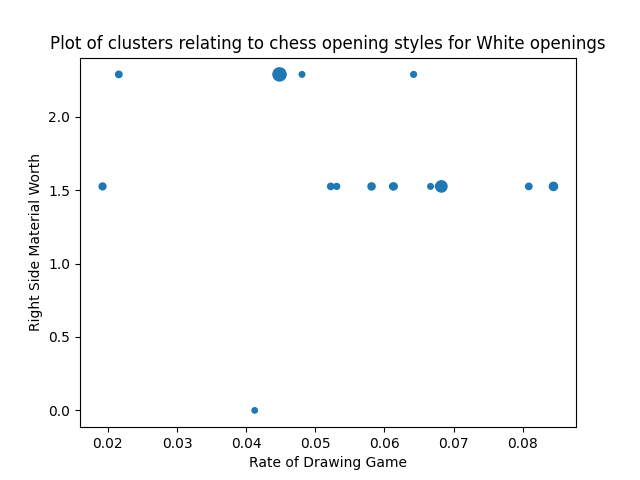 Plot of clusters relating to chess opening styles for White openings
Right Side Material Worth
2.0
1.5
1.0
0.5
0.0
0.02 0.03 0.04 0.05 0.06 0.07 0.08
Rate of Drawing Game